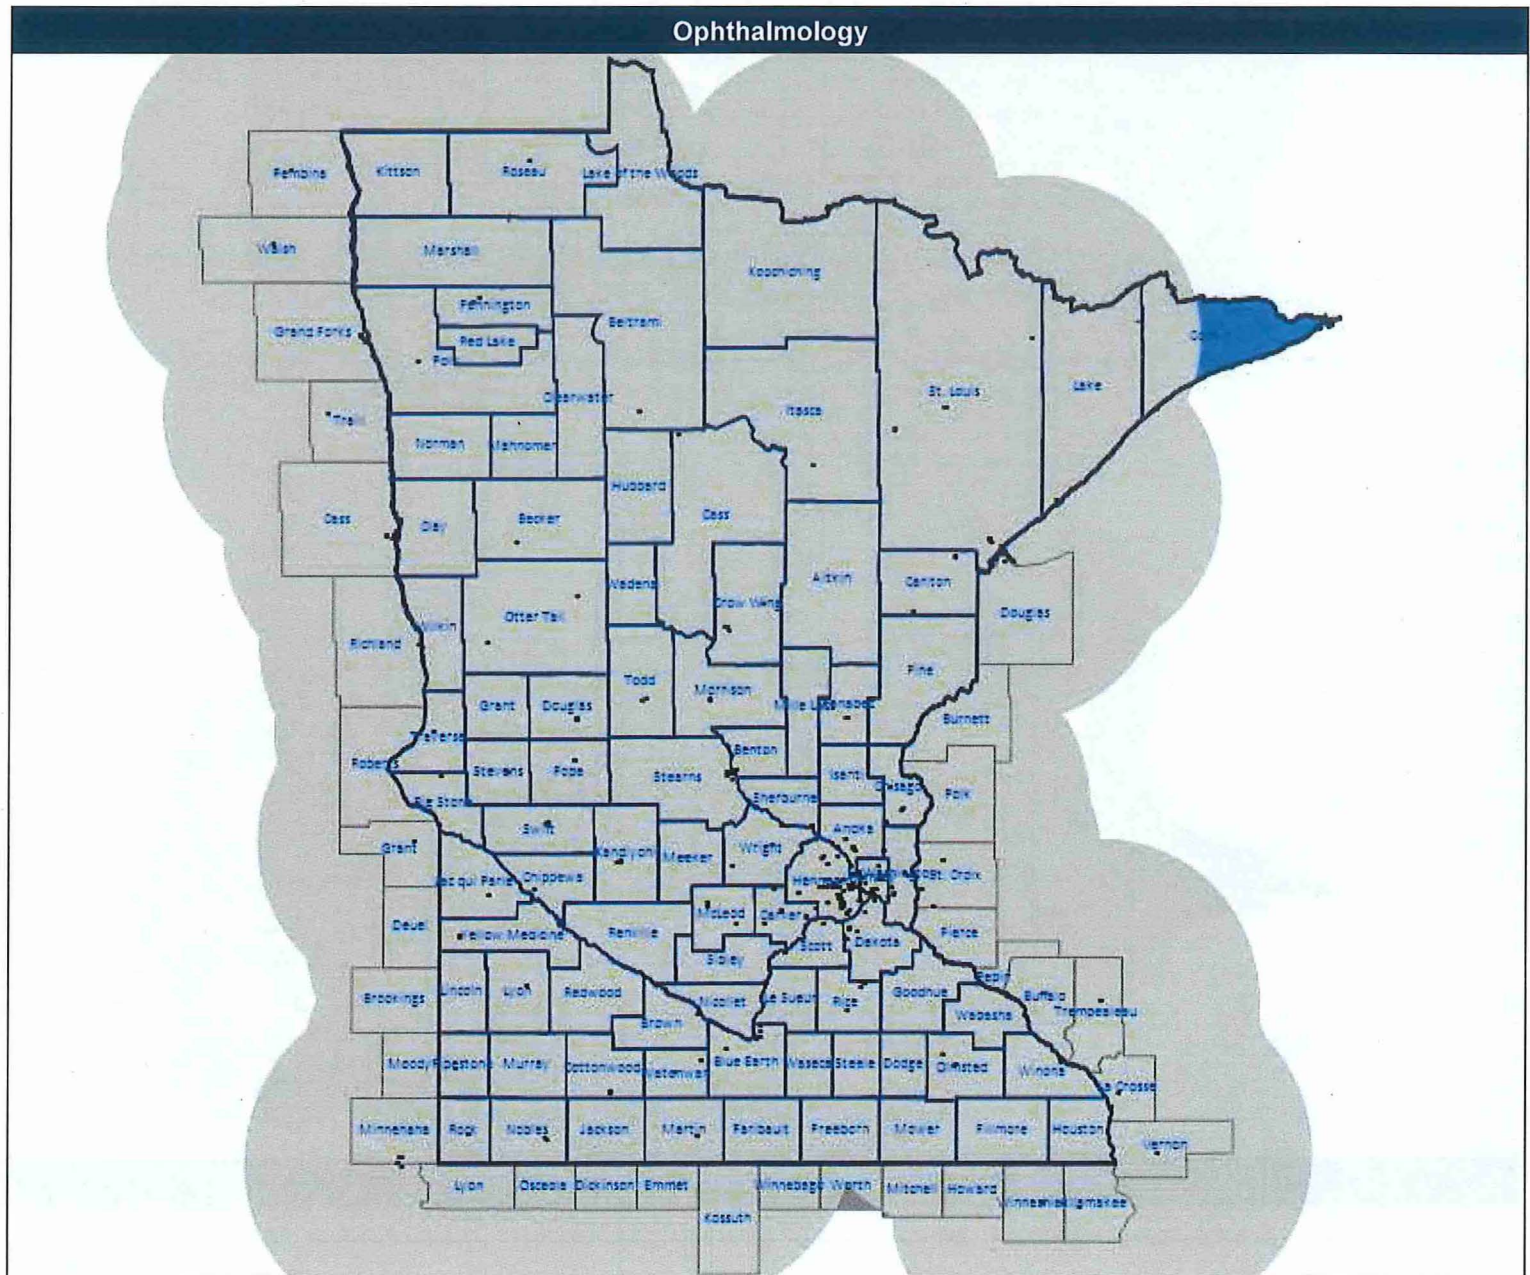 Ophthalmology
Pembina
Kittson
Roseau
Lake of the Woods
Walsh
Marshall
Koochiching
Pennington
Beltrami
Grand Forks
Red Lake
Lake
St. Louis
Clearwater
Itasca
Traill
Norman
Mahnomen
Hubbard
Cass
Cass
Clay
Becker
Aitkin
Carlton
Wadena
Crow Wing
Otter Tail
Douglas
Wilkin
Richland
Pine
Todd
Morrison
Grant
Douglas
Burnett
Traverse
Benton
Roberts
Stevens
Pope
Stearns
Isanti
Chisago
Polk
Big Stone
Sherburne
Swift
Anoka
Grant
Kandiyohi
Meeker
Wright
Lac qui Parle
Chippewa
St. Croix
McLeod
Carver
Deuel
Yellow Medicine
Renville
Scott
Dakota
Pierce
Sibley
Pepin
Brookings
Lincoln
Lyon
Redwood
Nicollet
Le Sueur
Rice
Goodhue
Buffalo
Wabasha
Trempealeau
Brown
Moody
Pipestone
Murray
Cottonwood
Watonwan
Blue Earth
Waseca
Steele
Dodge
Olmsted
Winona
La Crosse
Minnehaha
Rock
Nobles
Jackson
Martin
Faribault
Freeborn
Mower
Fillmore
Houston
Vernon
Lyon
Osceola
Dickinson
Emmet
Winnebago
Worth
Mitchell
Howard
Winneshiek
Allamakee
Kossuth